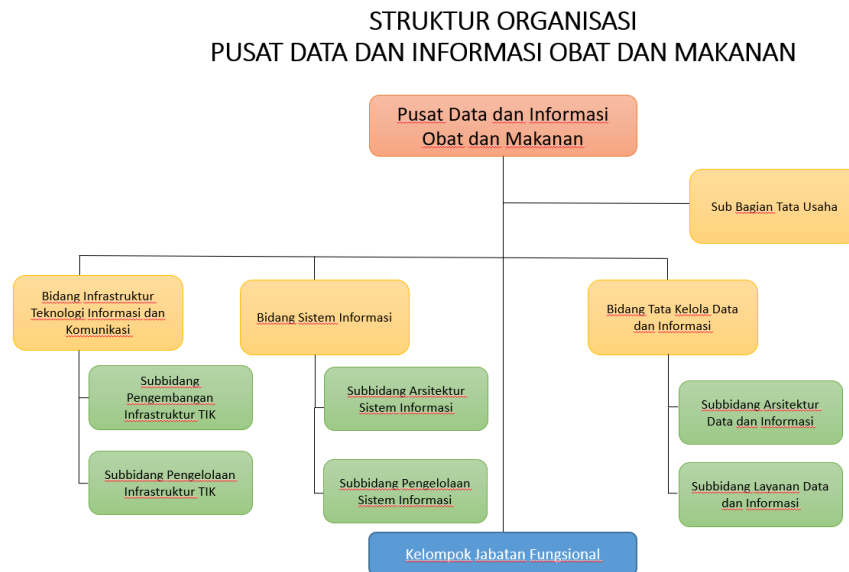 STRUKTUR ORGANISASI
PUSAT DATA DAN INFORMASI OBAT DAN MAKANAN
Pusat Data dan Informasi
Obat dan Makanan
Sub Bagian Tata Usaha
Bidang Infrastruktur
Teknologi Informasi dan
Komunikasi
Bidang Sistem Informasi
Bidang Tata Kelola Data
dan Informasi
Subbidang
Pengembangan
Infrastruktur TIK
Subbidang Arsitektur
Sistem Informasi
Subbidang Arsitektur
Data dan Informasi
Subbidang Pengelolaan
Infrastruktur TIK
Subbidang Pengelolaan
Sistem Informasi
Subbidang Layanan Data
dan Informasi
Kelompok Jabatan Fungsional